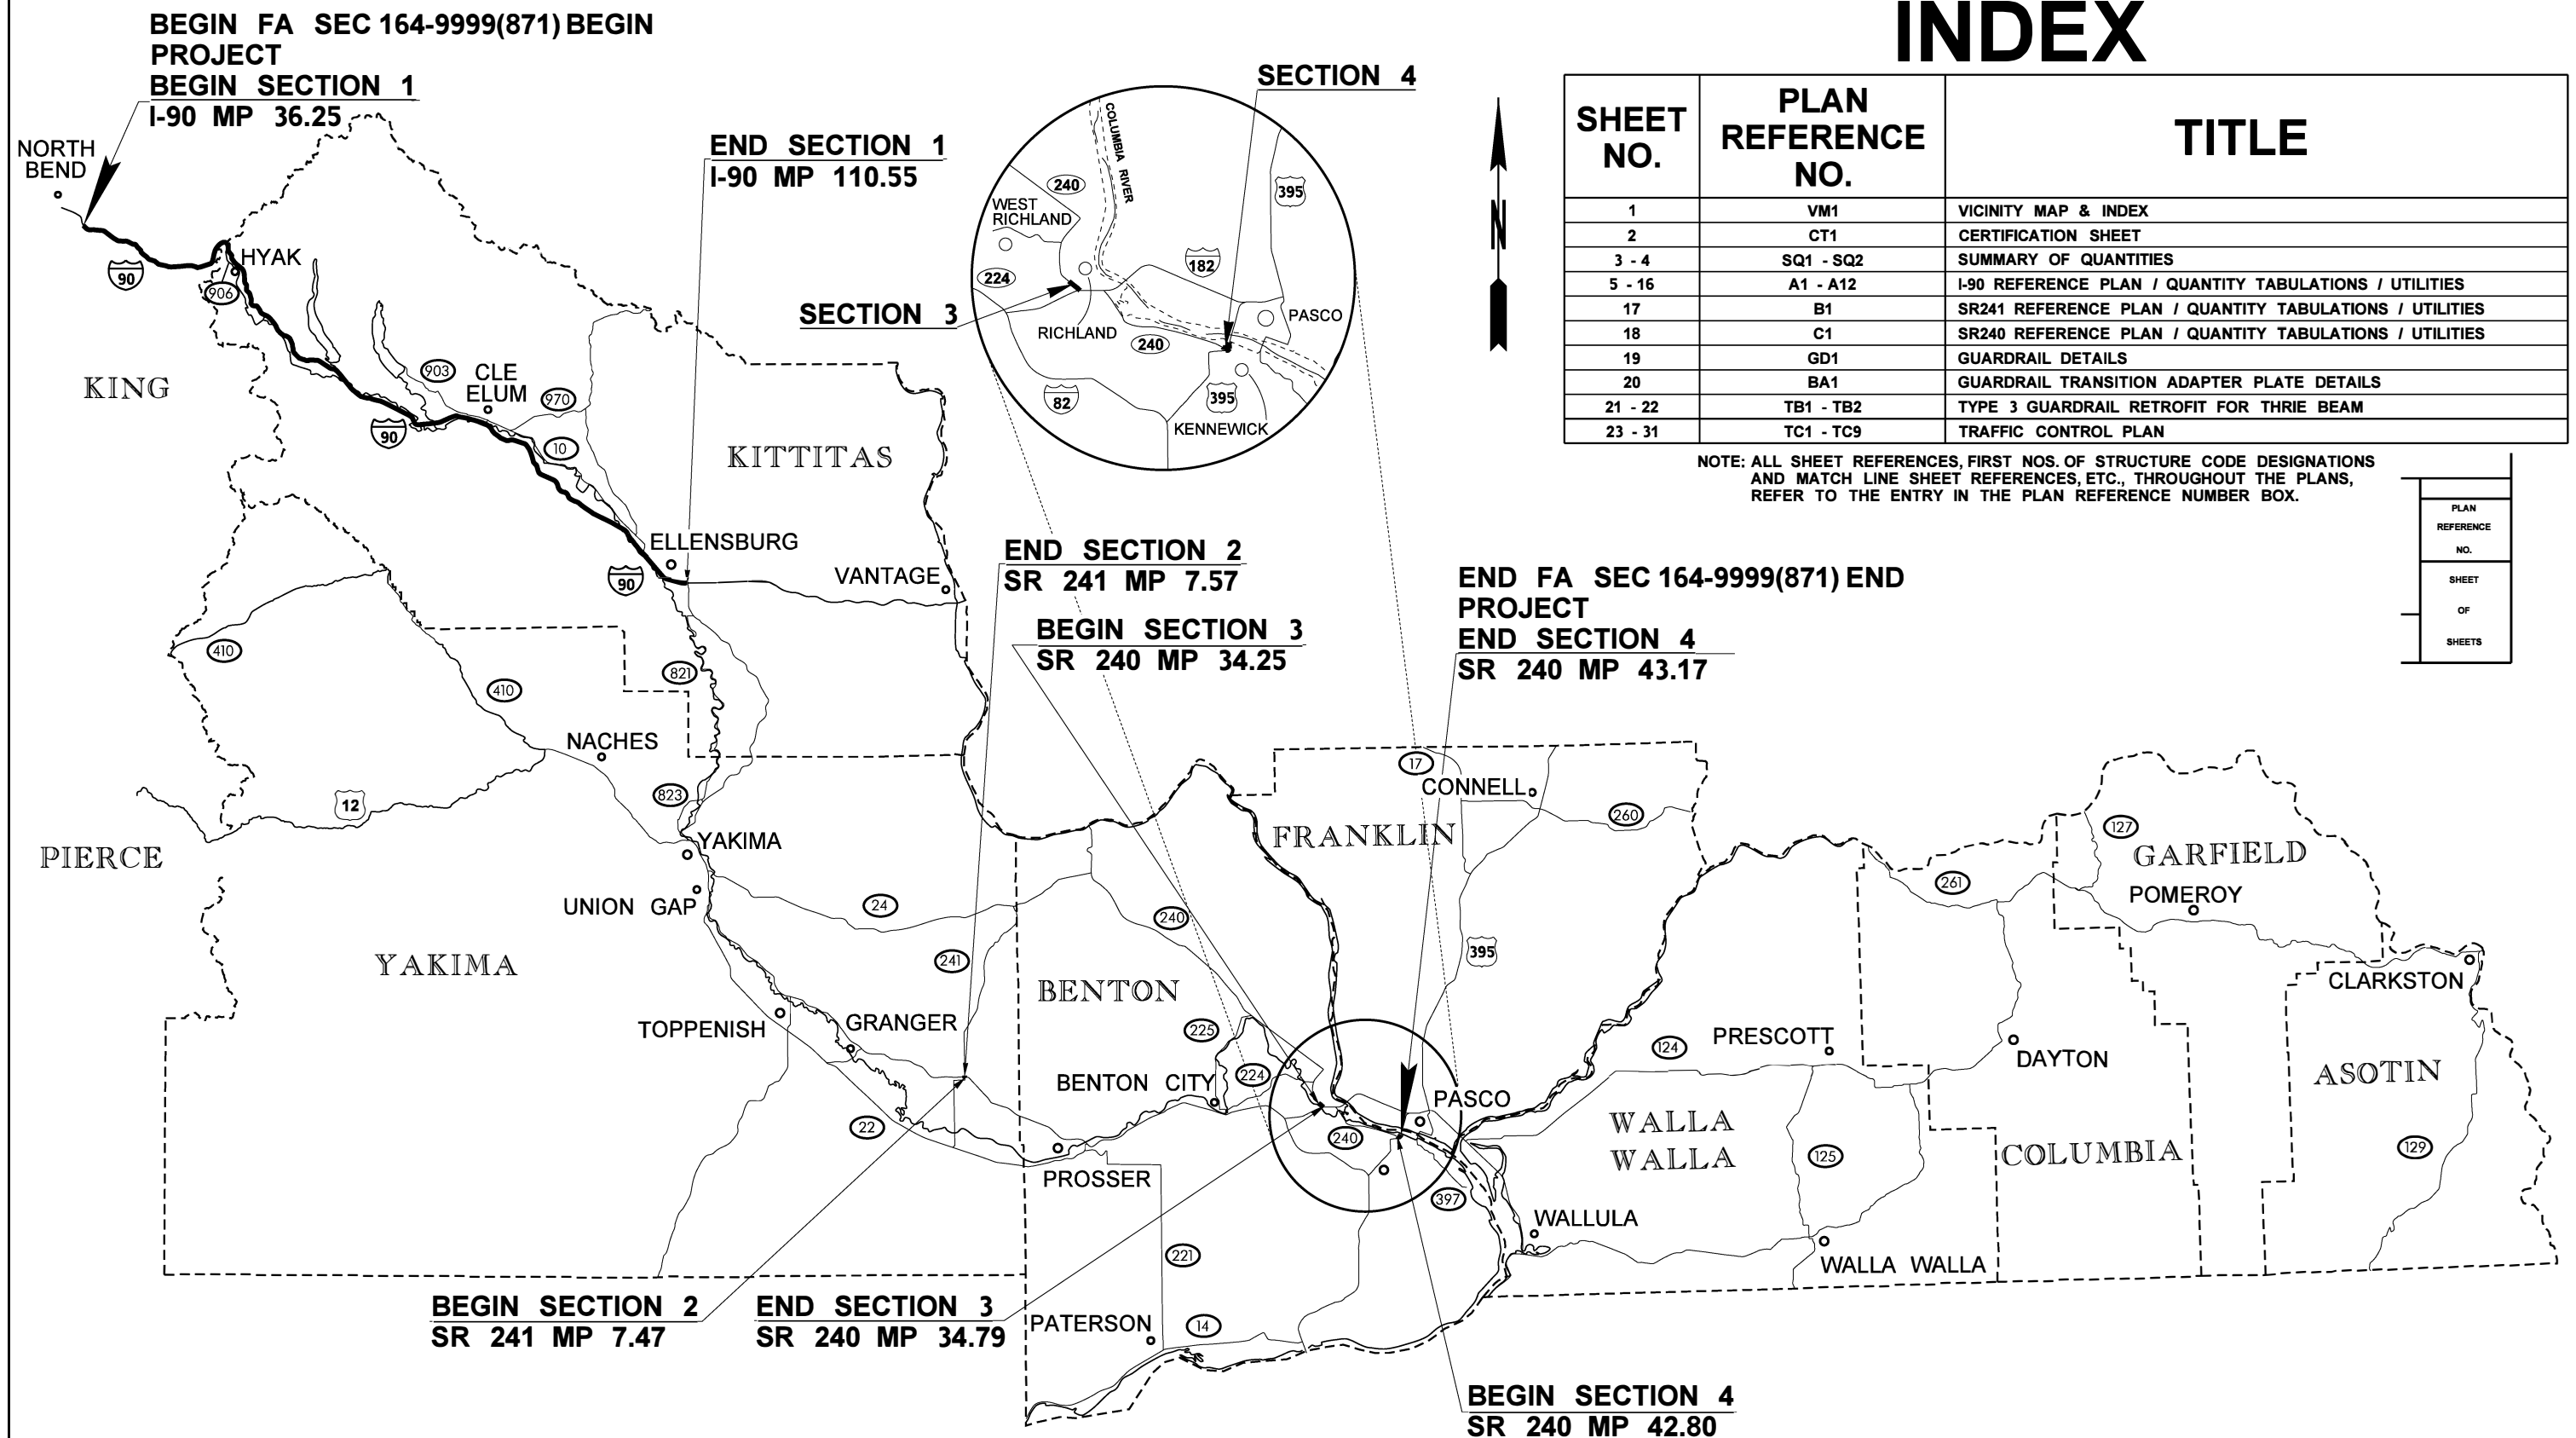 BEGIN FA SEC 164-9999(871) BEGIN
PROJECT
BEGIN SECTION 1
I-90 MP 36.25
NORTH
BEND
90
906
HYAK
KING
END SECTION 1
I-90 MP 110.55
903
CLE
ELUM
970
90
10
KITTITAS
ELLENSBURG
90
VANTAGE
SECTION 4
COLUMBIA RIVER
240
395
WEST
RICHLAND
224
182
SECTION 3
RICHLAND
PASCO
240
82
395
KENNEWICK
N
INDEX
SHEET
NO.
PLAN
REFERENCE
NO.
TITLE
1 VM1 VICINITY MAP & INDEX
2 CT1 CERTIFICATION SHEET
3 - 4 SQ1 - SQ2 SUMMARY OF QUANTITIES
5 - 16 A1 - A12 I-90 REFERENCE PLAN / QUANTITY TABULATIONS / UTILITIES
17 B1 SR241 REFERENCE PLAN / QUANTITY TABULATIONS / UTILITIES
18 C1 SR240 REFERENCE PLAN / QUANTITY TABULATIONS / UTILITIES
19 GD1 GUARDRAIL DETAILS
20 BA1 GUARDRAIL TRANSITION ADAPTER PLATE DETAILS
21 - 22 TB1 - TB2 TYPE 3 GUARDRAIL RETROFIT FOR THRIE BEAM
23 - 31 TC1 - TC9 TRAFFIC CONTROL PLAN
NOTE: ALL SHEET REFERENCES, FIRST NOS. OF STRUCTURE CODE DESIGNATIONS
AND MATCH LINE SHEET REFERENCES, ETC., THROUGHOUT THE PLANS,
REFER TO THE ENTRY IN THE PLAN REFERENCE NUMBER BOX.
PLAN
REFERENCE
NO.
SHEET
OF
SHEETS
END SECTION 2
SR 241 MP 7.57
BEGIN SECTION 3
SR 240 MP 34.25
END FA SEC 164-9999(871) END
PROJECT
END SECTION 4
SR 240 MP 43.17
410
821
410
NACHES
12
823
PIERCE
YAKIMA
UNION GAP
24
YAKIMA
241
TOPPENISH
GRANGER
22
17
CONNELL
260
FRANKLIN
240
395
BENTON
225
BENTON CITY
224
PASCO
240
PROSSER
397
221
WALLULA
PATERSON
14
127
GARFIELD
261
POMEROY
CLARKSTON
124
PRESCOTT
DAYTON
ASOTIN
WALLA
WALLA
125
COLUMBIA
129
WALLA WALLA
BEGIN SECTION 2
SR 241 MP 7.47
END SECTION 3
SR 240 MP 34.79
BEGIN SECTION 4
SR 240 MP 42.80